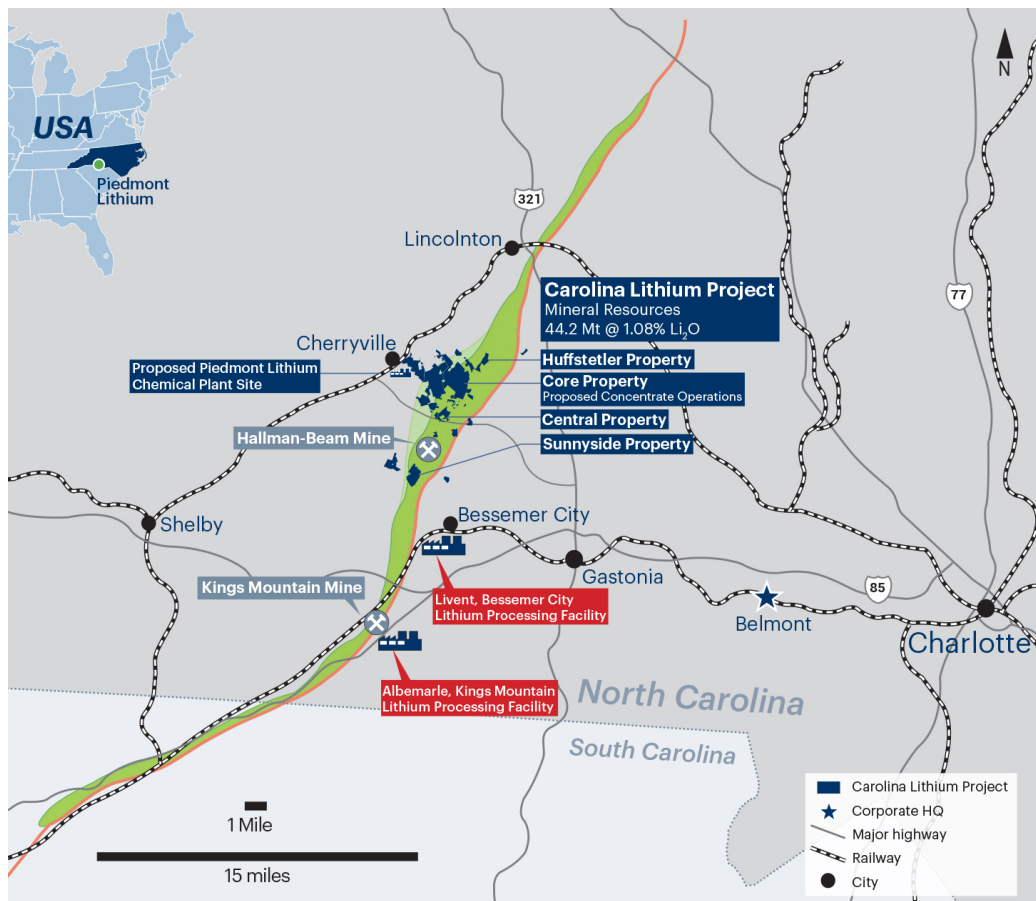 USA
Piedmont
Lithium
N
321
Lincolnton
77
Carolina Lithium Project
Mineral Resources
44.2 Mt @ 1.08% Li₂O
Cherryville
Huffstetler Property
Proposed Piedmont Lithium
Chemical Plant Site
Core Property
Proposed Concentrate Operations
Central Property
Hallman-Beam Mine
Sunnyside Property
Shelby
Bessemer City
Gastonia
Kings Mountain Mine
85
Livent, Bessemer City
Lithium Processing Facility
Belmont
Charlotte
Albemarle, Kings Mountain
Lithium Processing Facility
North Carolina
South Carolina
1 Mile
15 miles
Carolina Lithium Project
Corporate HQ
Major highway
Railway
City